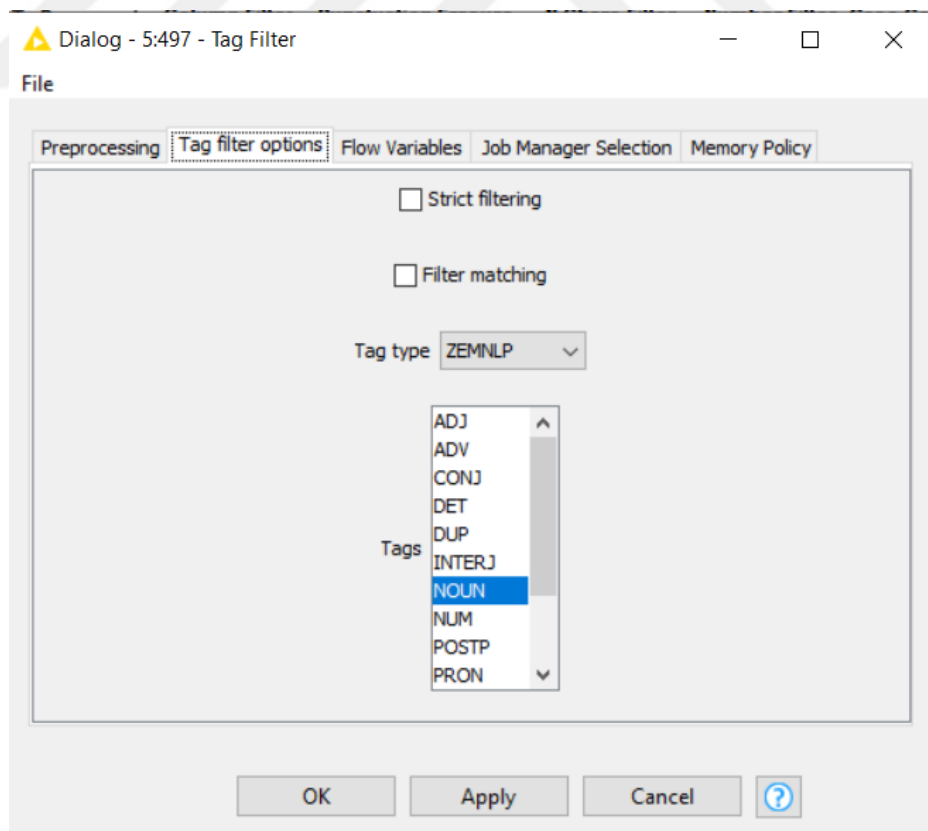 Dialog - 5:497 - Tag Filter
File
Preprocessing Tag filter options Flow Variables Job Manager Selection Memory Policy
Strict filtering
Filter matching
Tag type ZEMNLP
Tags
ADJ
ADV
CONJ
DET
DUP
INTERJ
NOUN
NUM
POSTP
PRON
OK Apply Cancel ?